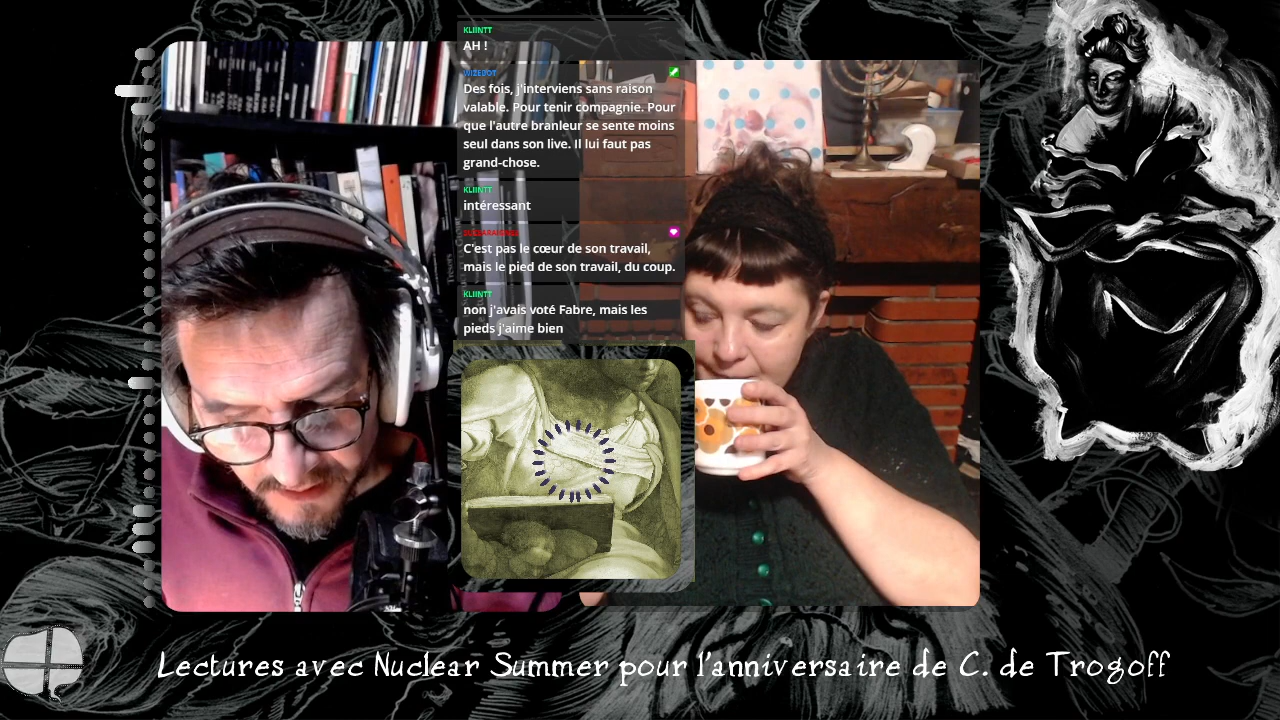 KLIINTT
AH !
WIZEBOT
Des fois, j'interviens sans raison
valable. Pour tenir compagnie. Pour
que l'autre branleur se sente moins
seul dans son live. Il lui faut pas
grand-chose.
KLIINTT
intéressant
C'est pas le cœur de son travail,
mais le pied de son travail, du coup.
KLIINTT
non j'avais voté Fabre, mais les
pieds j'aime bien
Lectures avec Nuclear Summer pour l'anniversaire de C. de Trogoff